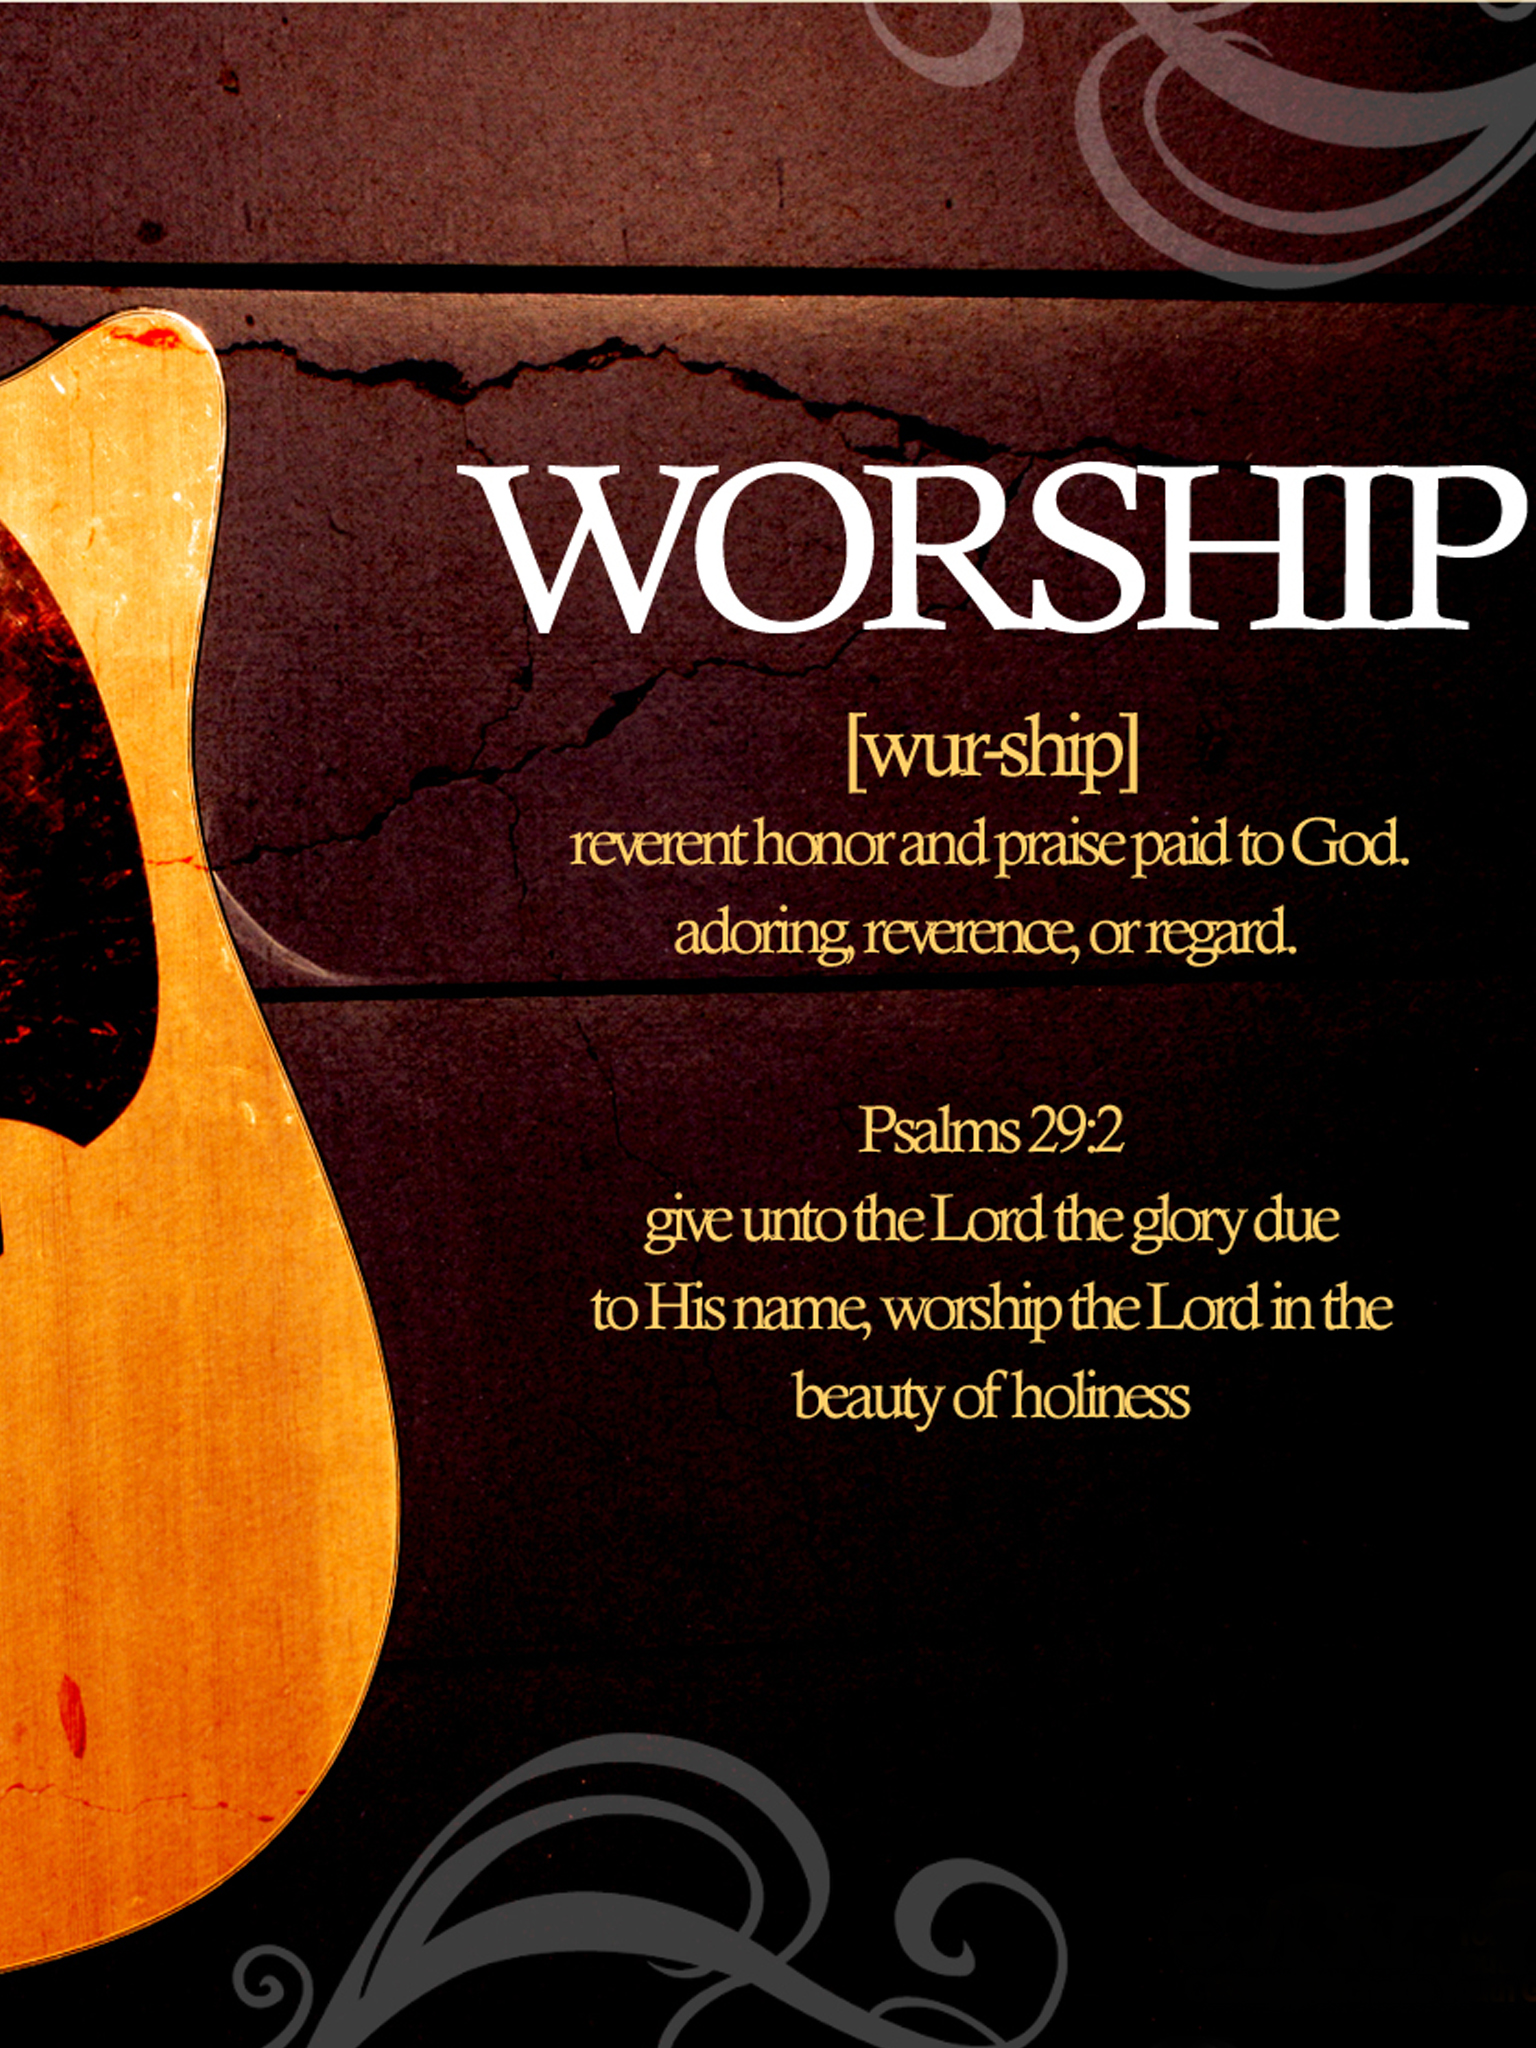 WORSHIP
[wur-ship]
reverent honor and praise paid to God.
adoring, reverence, or regard.
Psalms 29:2
give unto the Lord the glory due
to His name, worship the Lord in the
beauty of holiness